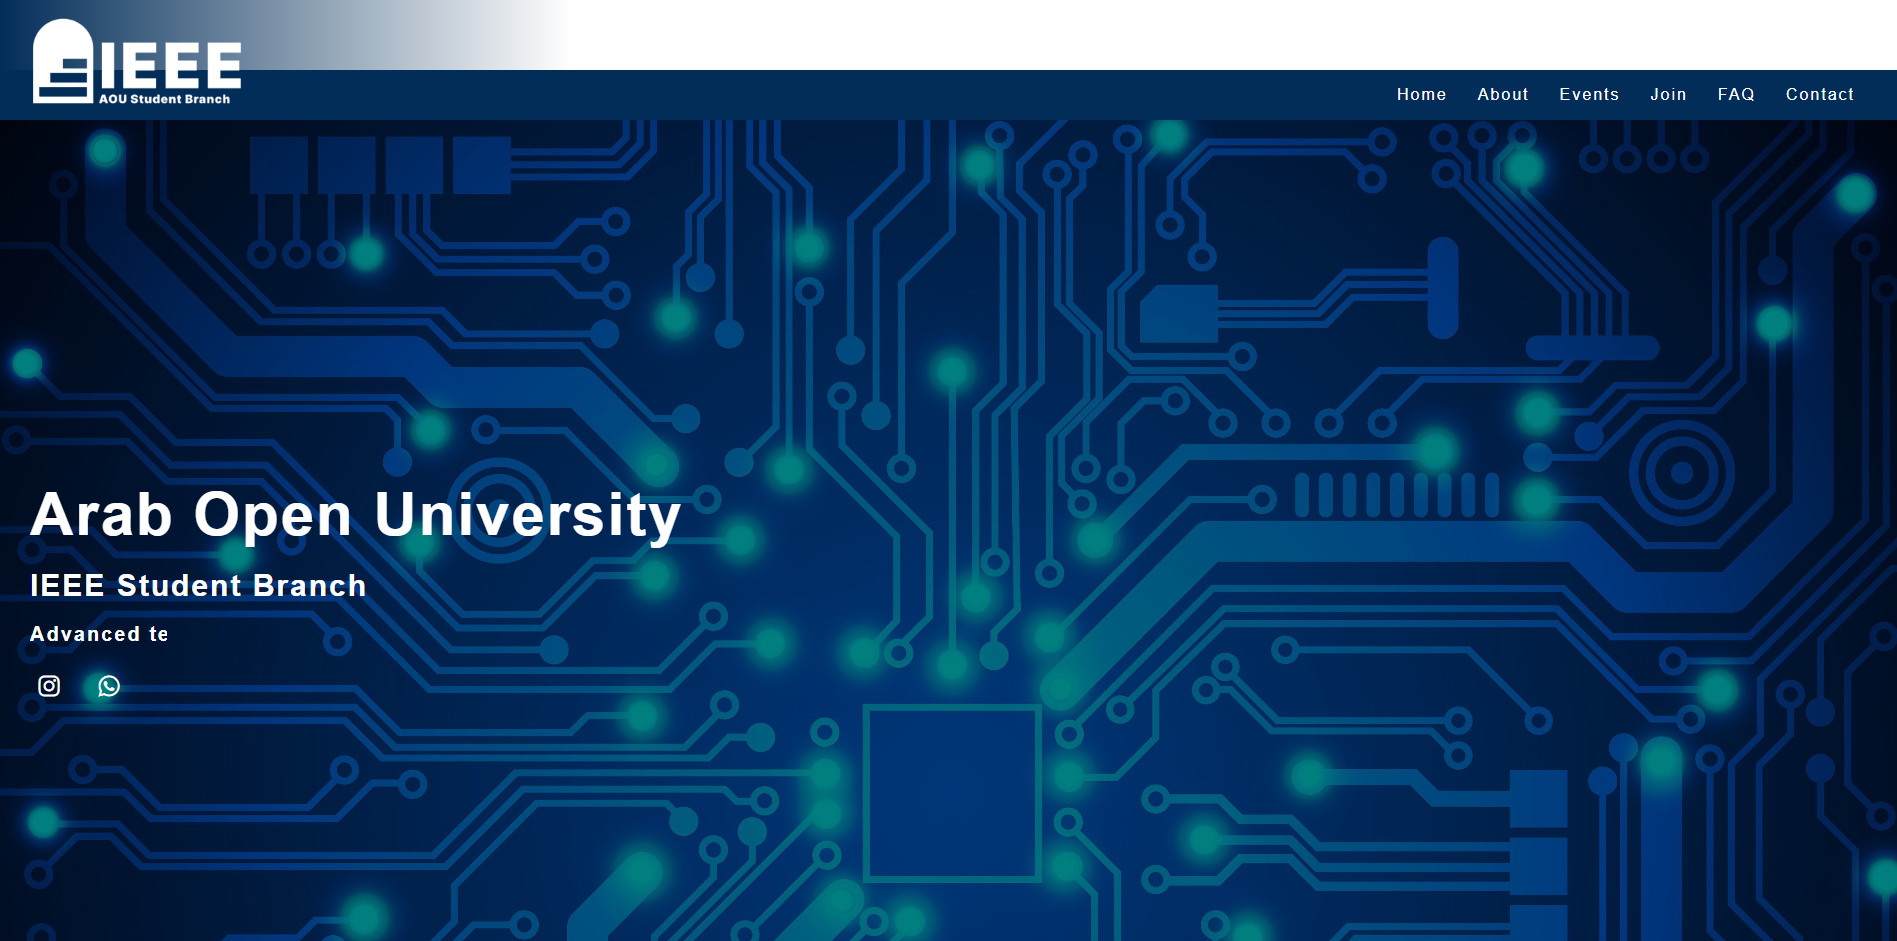 IEEE
AOU Student Branch
Home About Events Join FAQ Contact
Arab Open University
IEEE Student Branch
Advanced te